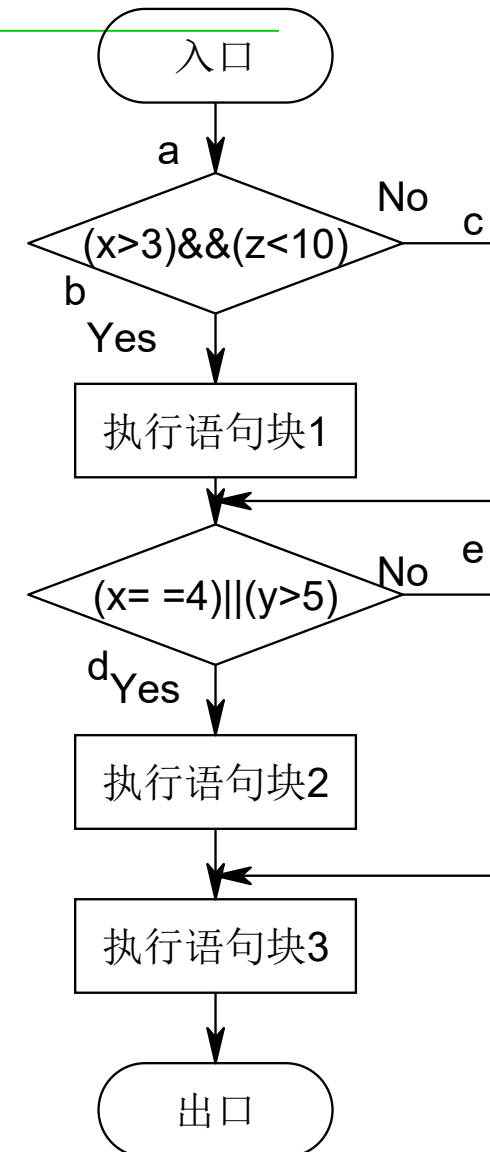 入口
a
No
c
(x>3)&&(z<10)
b
Yes
执行语句块1
e
No
(x= =4)||(y>5)
d
Yes
执行语句块2
执行语句块3
出口